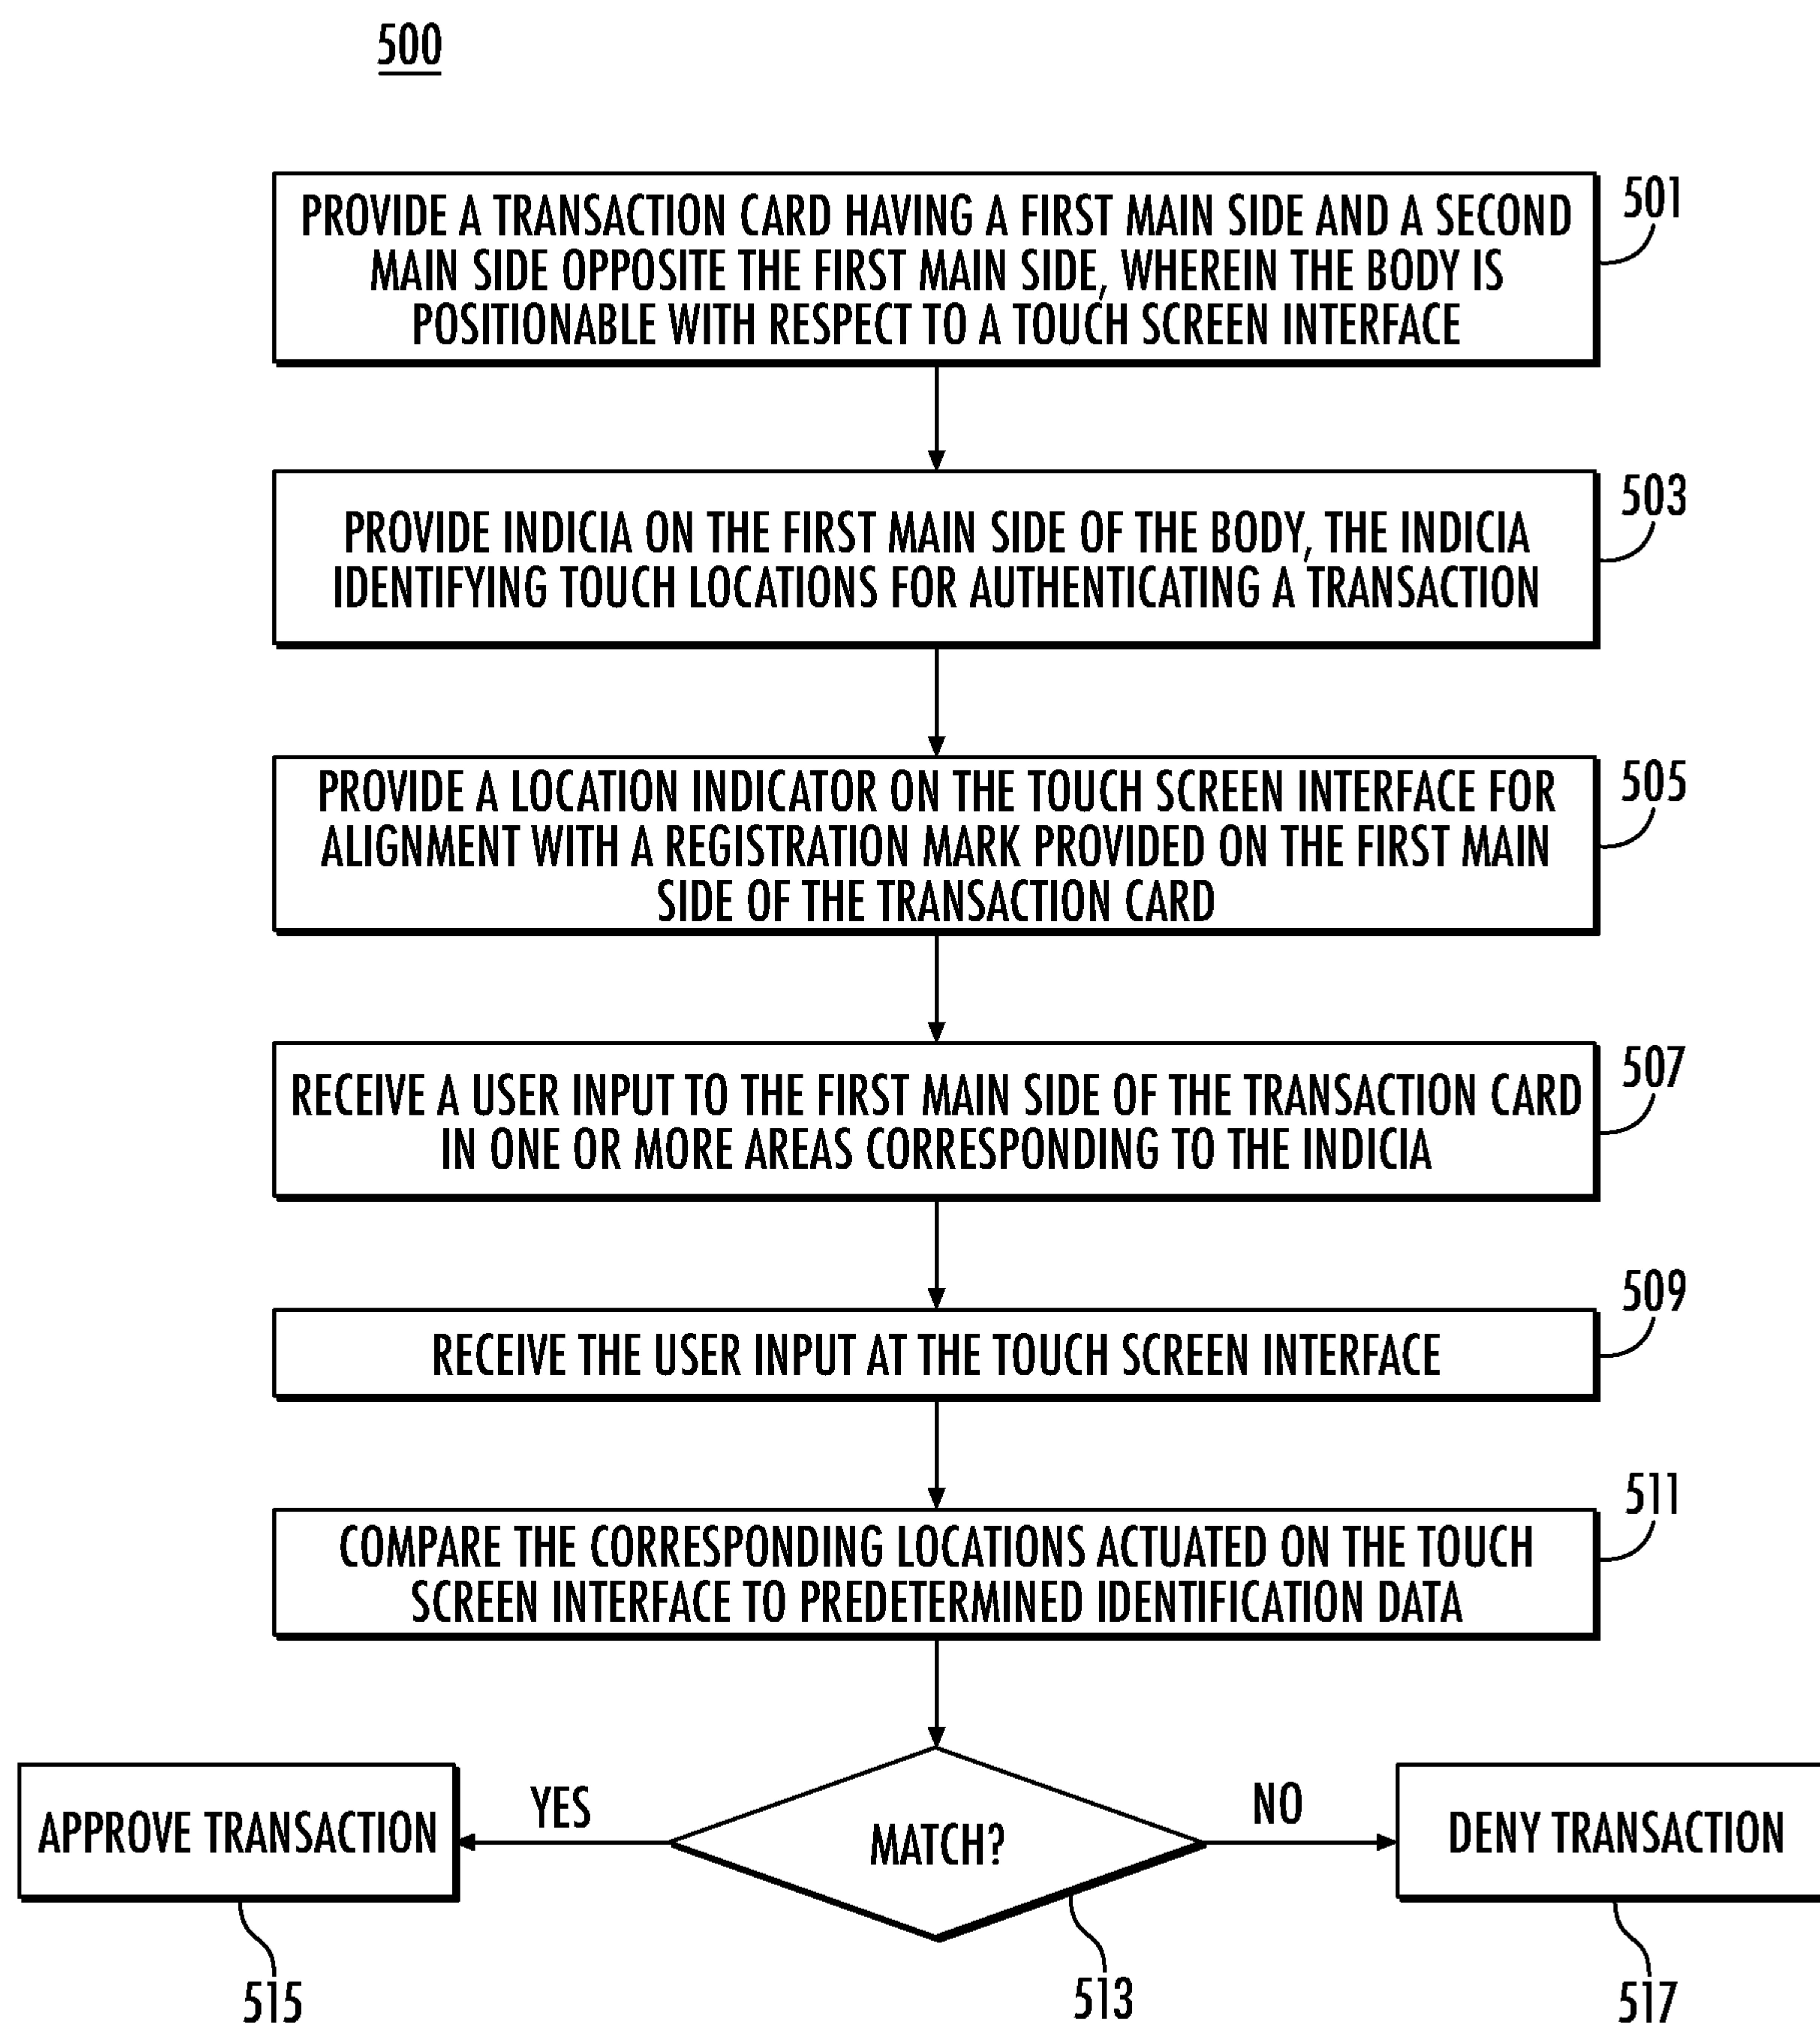 500
PROVIDE A TRANSACTION CARD HAVING A FIRST MAIN SIDE AND A SECOND
MAIN SIDE OPPOSITE THE FIRST MAIN SIDE, WHEREIN THE BODY IS
POSITIONABLE WITH RESPECT TO A TOUCH SCREEN INTERFACE
501
PROVIDE INDICIA ON THE FIRST MAIN SIDE OF THE BODY, THE INDICIA
IDENTIFYING TOUCH LOCATIONS FOR AUTHENTICATING A TRANSACTION
503
PROVIDE A LOCATION INDICATOR ON THE TOUCH SCREEN INTERFACE FOR
ALIGNMENT WITH A REGISTRATION MARK PROVIDED ON THE FIRST MAIN
SIDE OF THE TRANSACTION CARD
505
RECEIVE A USER INPUT TO THE FIRST MAIN SIDE OF THE TRANSACTION CARD
IN ONE OR MORE AREAS CORRESPONDING TO THE INDICIA
507
RECEIVE THE USER INPUT AT THE TOUCH SCREEN INTERFACE
509
COMPARE THE CORRESPONDING LOCATIONS ACTUATED ON THE TOUCH
SCREEN INTERFACE TO PREDETERMINED IDENTIFICATION DATA
511
APPROVE TRANSACTION
YES
MATCH?
NO
DENY TRANSACTION
515
513
517